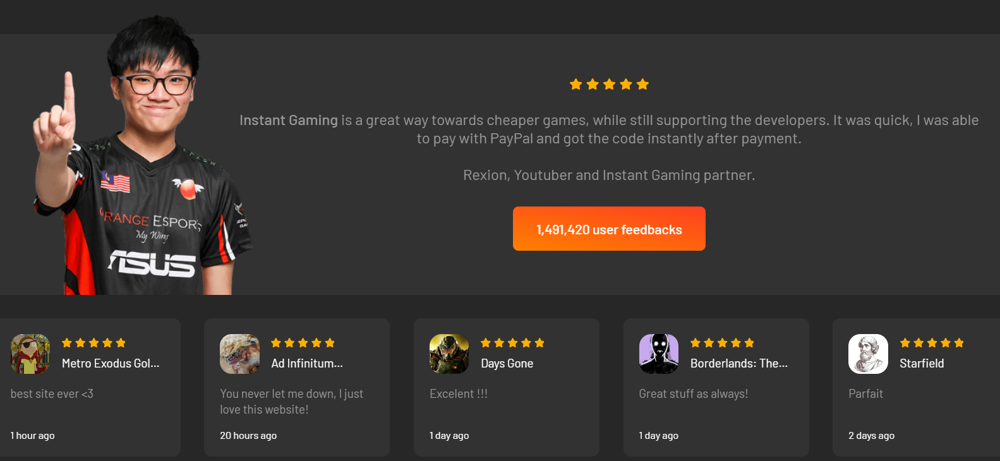 Instant Gaming is a great way towards cheaper games, while still supporting the developers. It was quick, I was able
to pay with PayPal and got the code instantly after payment.
Rexion, Youtuber and Instant Gaming partner.
1,491,420 user feedbacks
RANGE ESPORTS
My Wings
ASUS
Metro Exodus Gol...
best site ever <3
1 hour ago
Ad Infinitum...
You never let me down, I just
love this website!
20 hours ago
Days Gone
Excelent !!!
1 day ago
Borderlands: The...
Great stuff as always!
1 day ago
Starfield
Parfait
2 days ago